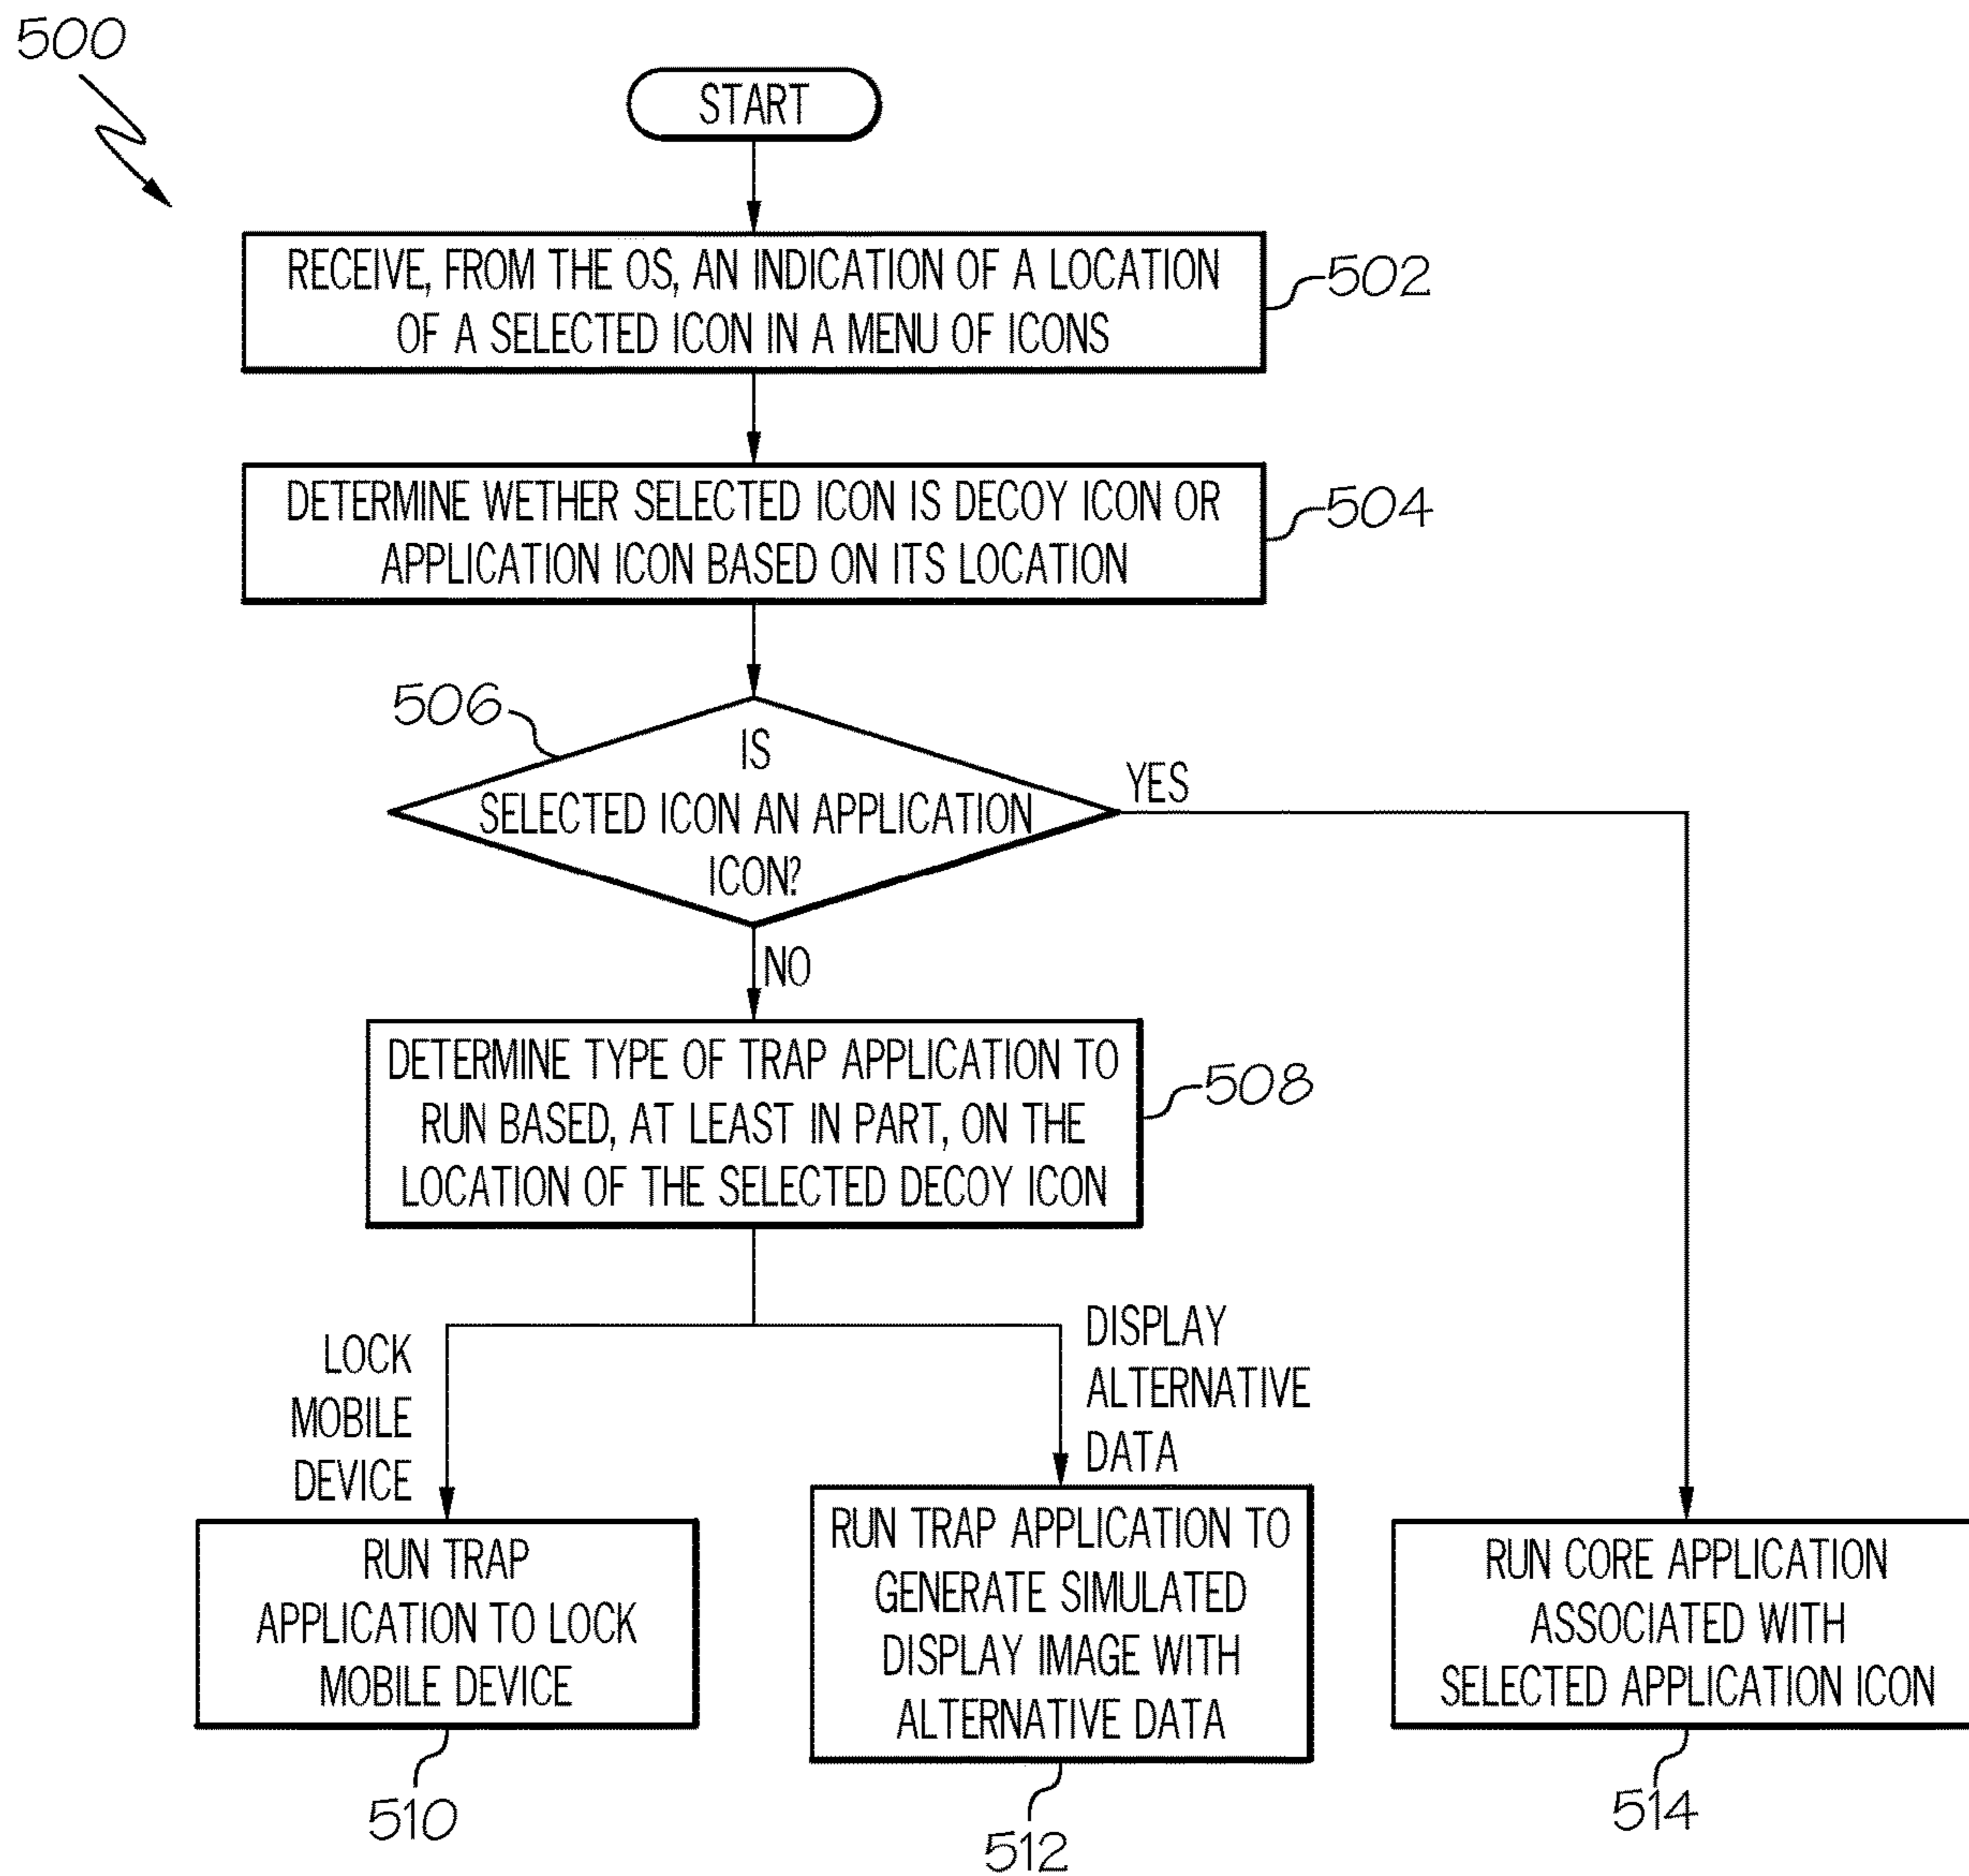 500
START
RECEIVE, FROM THE OS, AN INDICATION OF A LOCATION
OF A SELECTED ICON IN A MENU OF ICONS
502
DETERMINE WETHER SELECTED ICON IS DECOY ICON OR
APPLICATION ICON BASED ON ITS LOCATION
504
506
IS
SELECTED ICON AN APPLICATION
ICON?
YES
NO
DETERMINE TYPE OF TRAP APPLICATION TO
RUN BASED, AT LEAST IN PART, ON THE
LOCATION OF THE SELECTED DECOY ICON
508
LOCK
MOBILE
DEVICE
DISPLAY
ALTERNATIVE
DATA
RUN TRAP
APPLICATION TO LOCK
MOBILE DEVICE
510
RUN TRAP APPLICATION TO
GENERATE SIMULATED
DISPLAY IMAGE WITH
ALTERNATIVE DATA
512
RUN CORE APPLICATION
ASSOCIATED WITH
SELECTED APPLICATION ICON
514